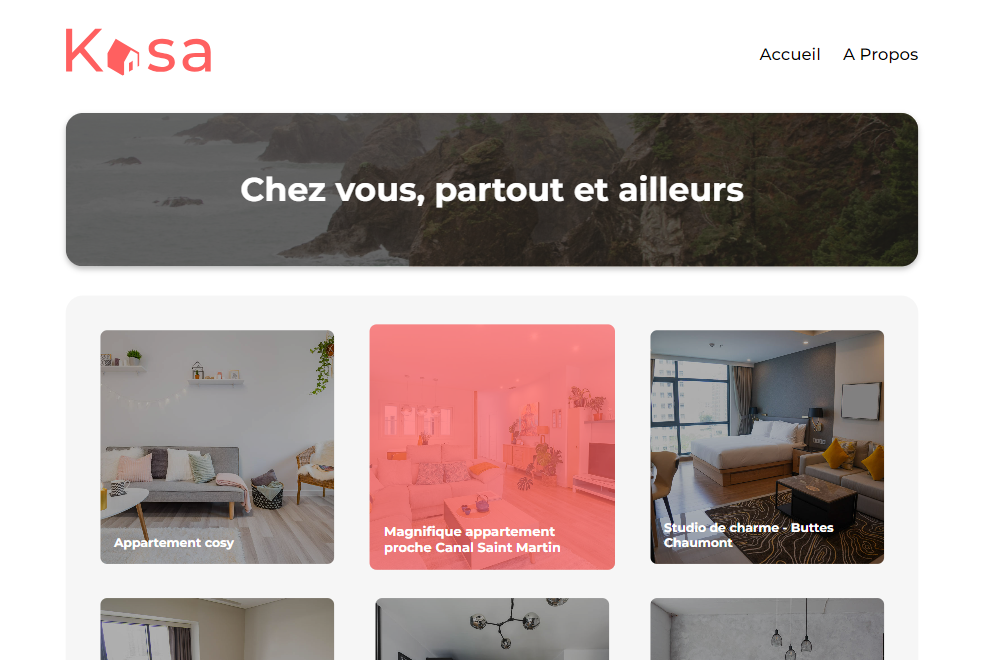 Kasa
Accueil
A Propos
Chez vous, partout et ailleurs
Appartement cosy
Magnifique appartement
proche Canal Saint Martin
Studio de charme - Buttes
Chaumont